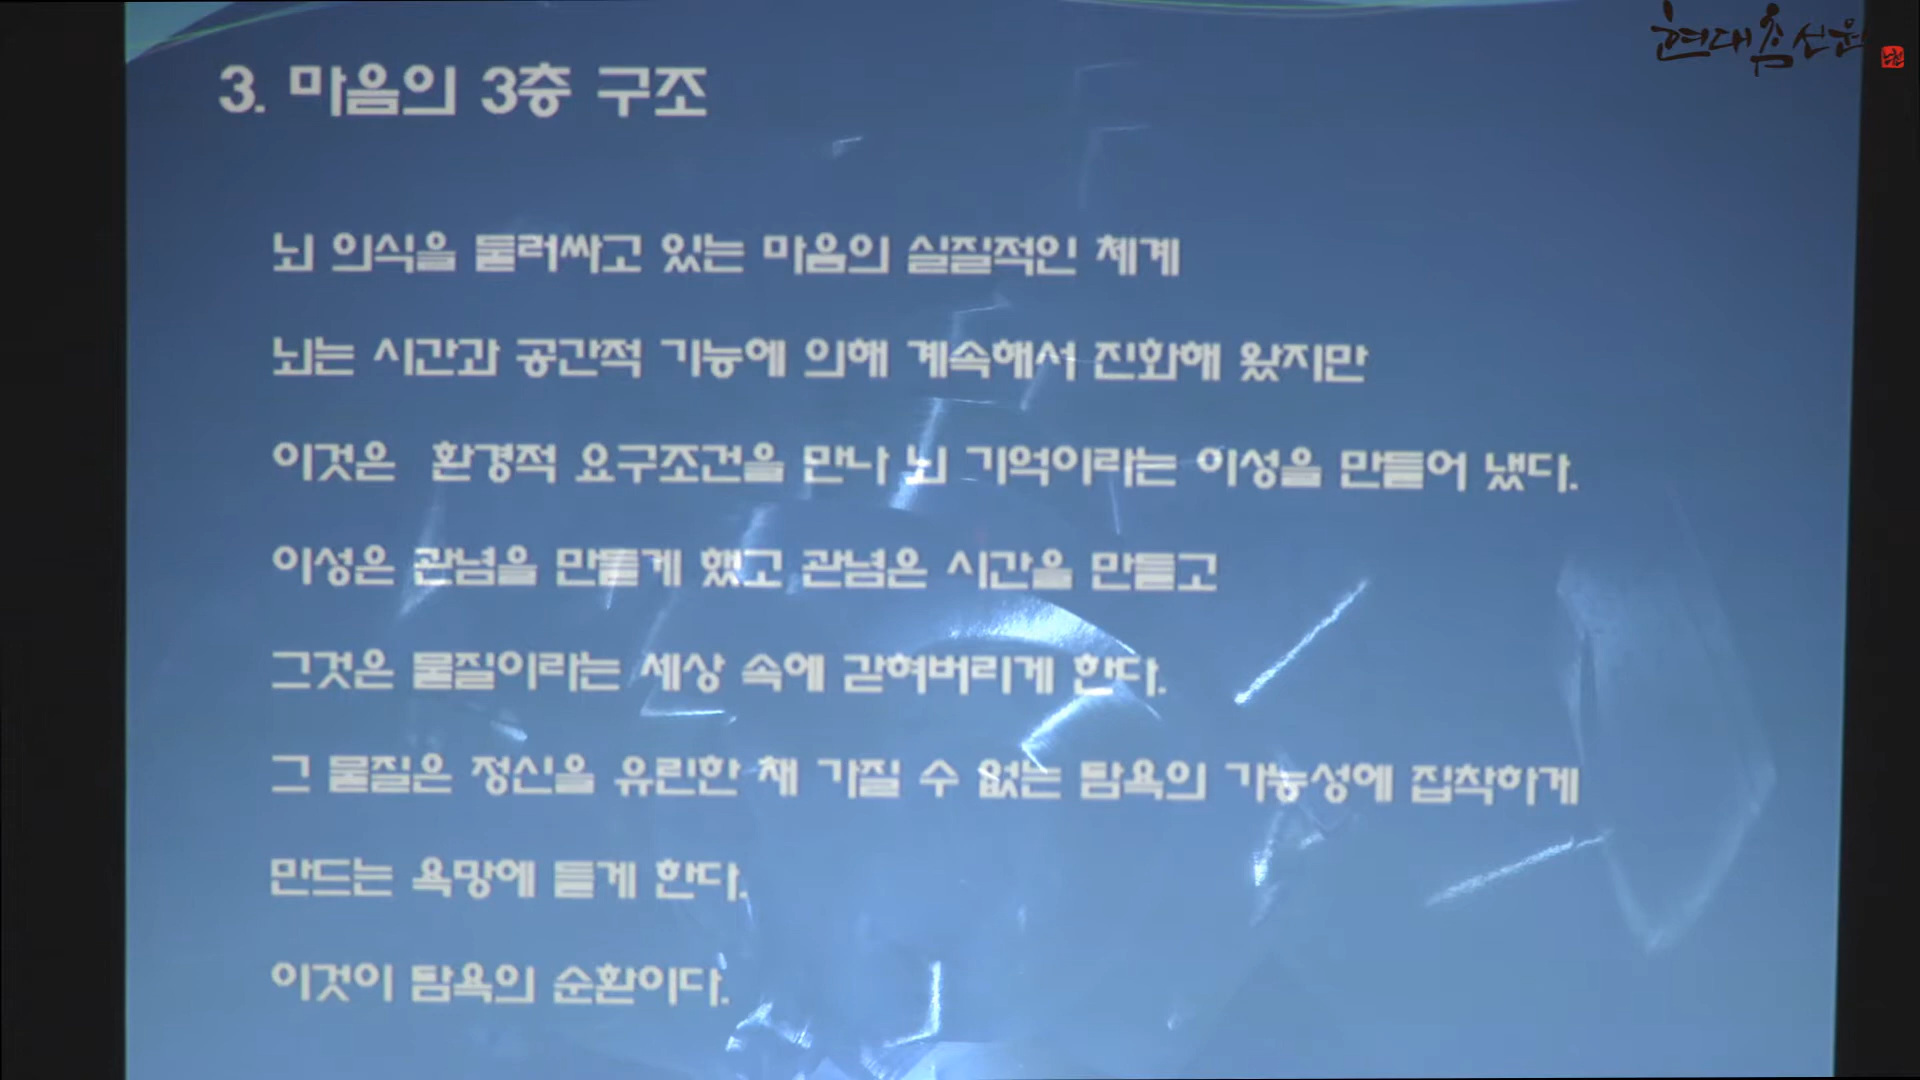 현대 춤 선원
3. 마음의 3층 구조
뇌 의식을 둘러싸고 있는 마음의 실질적인 체계
뇌는 시간과 공간적 기능에 의해 계속해서 진화해 왔지만
이것은 환경적 요구조건을 만나 뇌 기억이라는 이성을 만들어 냈다.
이성은 관념을 만들게 했고 관념은 시간을 만들고
그것은 물질이라는 세상 속에 갇혀버리게 한다.
그 물질은 정신을 유린한 채 가질 수 없는 탐욕의 가능성에 집착하게
만드는 욕망에 듣게 한다.
이것이 탐욕의 순환이다.